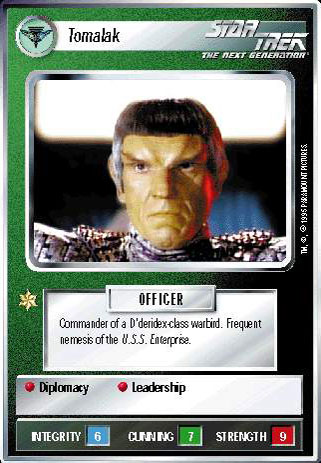 Tomalak
STAR TREK
THE NEXT GENERATION®
TM, ®, © 1995 PARAMOUNT PICTURES.
OFFICER
Commander of a D'deridex-class warbird. Frequent
nemesis of the U.S.S. Enterprise.
Diplomacy Leadership
INTEGRITY 6 CUNNING 7 STRENGTH 9